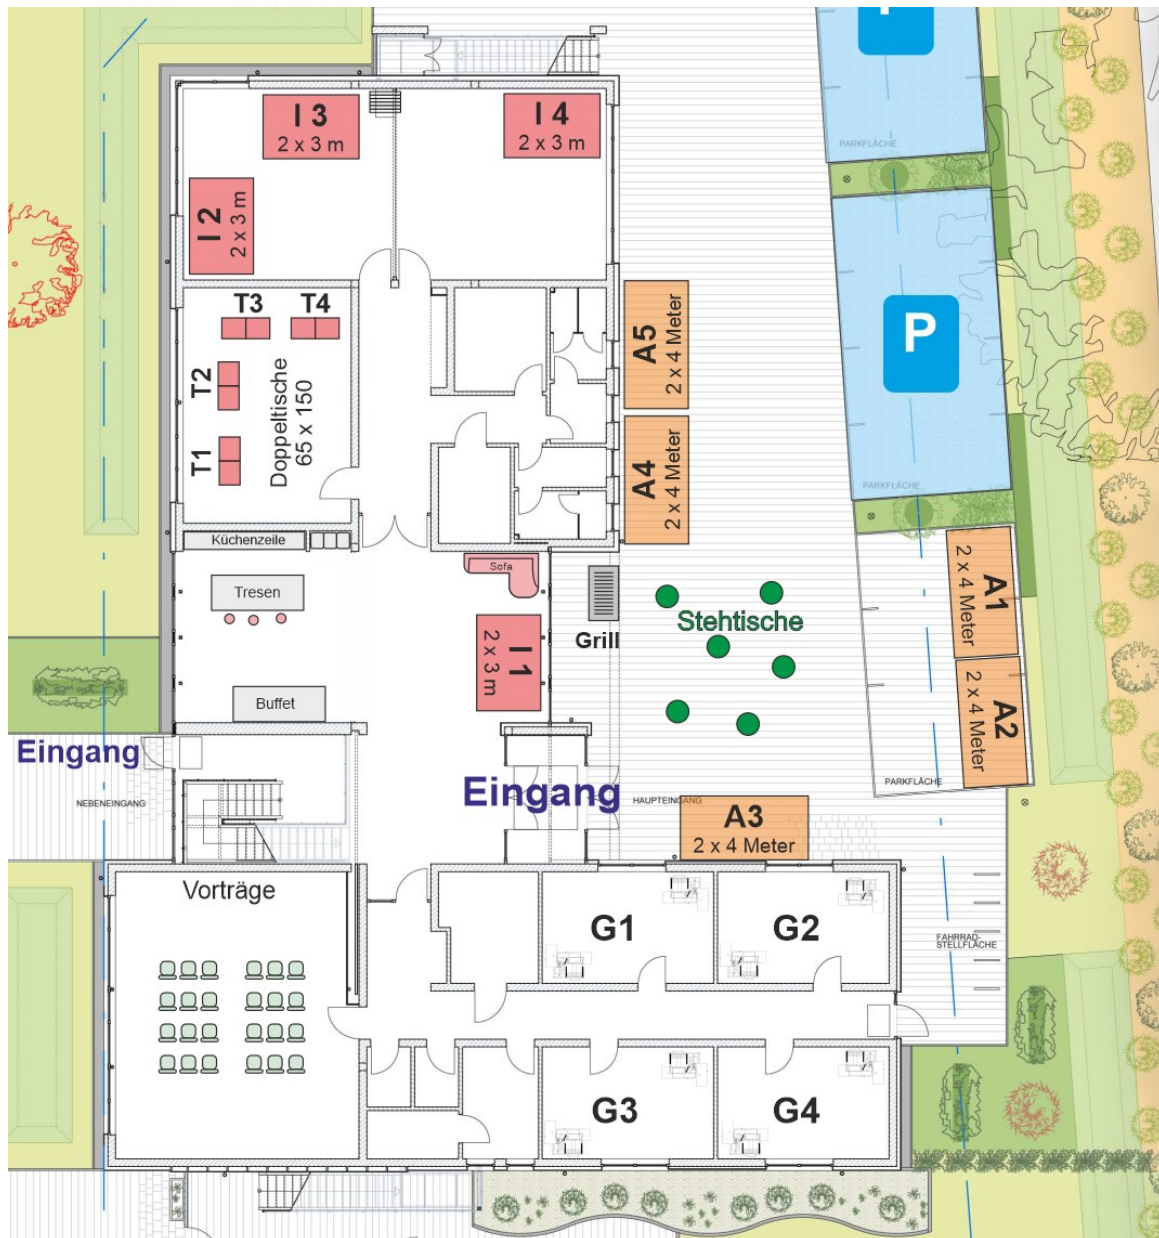 P
I 3
2 x 3 m
I 4
2 x 3 m
PARKFLÄCHE
I 2
2 x 3 m
T3
T4
T2
T1
Doppeltische
65 x 150
A5
2 x 4 Meter
P
A4
2 x 4 Meter
PARKFLÄCHE
Küchenzeile
Sofa
Tresen
Grill
Stehtische
A1
2 x 4 Meter
I 1
2 x 3 m
Buffet
A2
2 x 4 Meter
Eingang
NEBENEINGANG
Eingang
HAUPTEINGANG
PARKFLÄCHE
A3
2 x 4 Meter
Vorträge
G1
G2
FAHRRAD-
STELLFLÄCHE
G3
G4